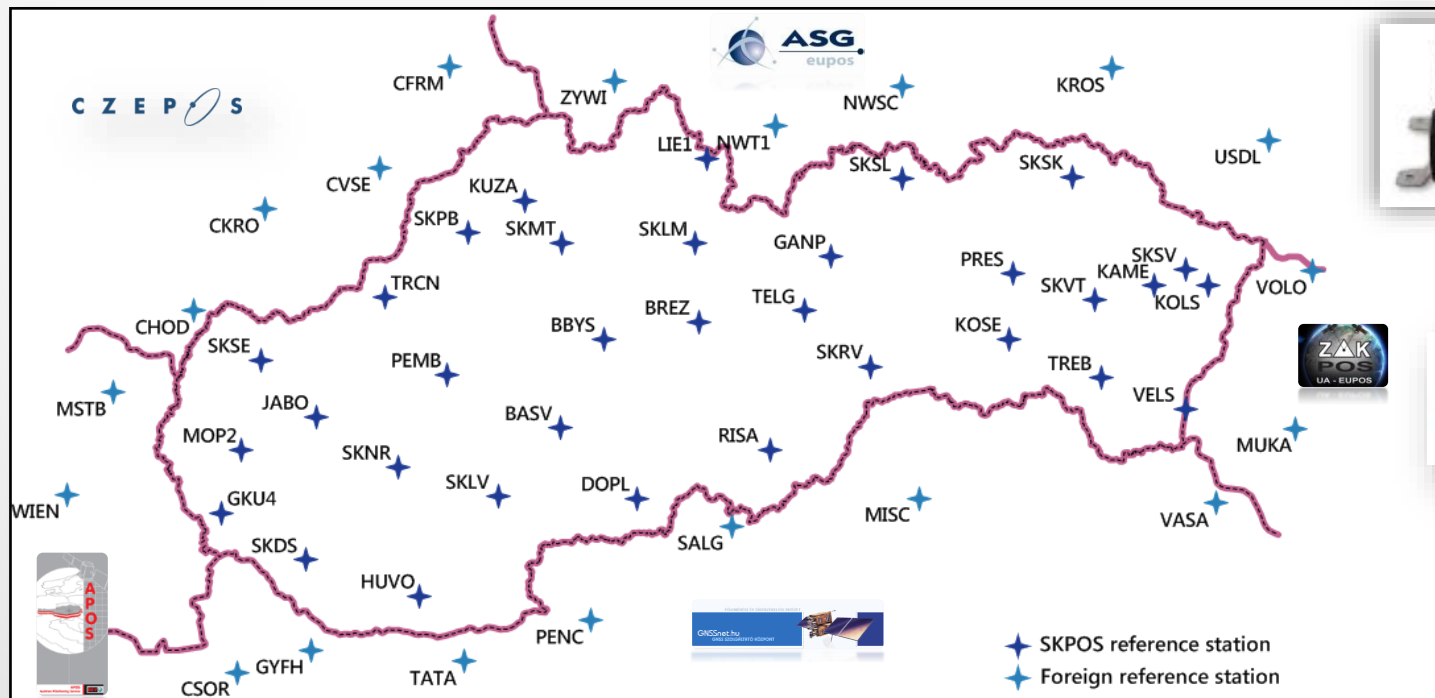 ASG
eupos
CZEPOS
CFRM
ZYWI
NWSC
KROS
LIE1
NWT1
USDL
CVSE
SKSL
SKSK
KUZA
CKRO
SKPB
SKMT
SKLM
GANP
PRES
SKSV
KAME
SKVT
KOLS
VOLO
TRCN
CHOD
TELG
BREZ
BBYS
KOSE
SKSE
PEMB
SKRV
TREB
ZAK
POS
UA - EUPOS
MSTB
JABO
VELS
BASV
MOP2
RISA
MUKA
SKNR
SKLV
DOPL
WIEN
GKU4
MISC
VASA
SALG
SKDS
APOS
HUVO
PENC
GNSSnet.hu
GNSS SZOLGÁLTATÓ KÖZPONT
SKPOS reference station
GYFH
TATA
CSOR
Foreign reference station